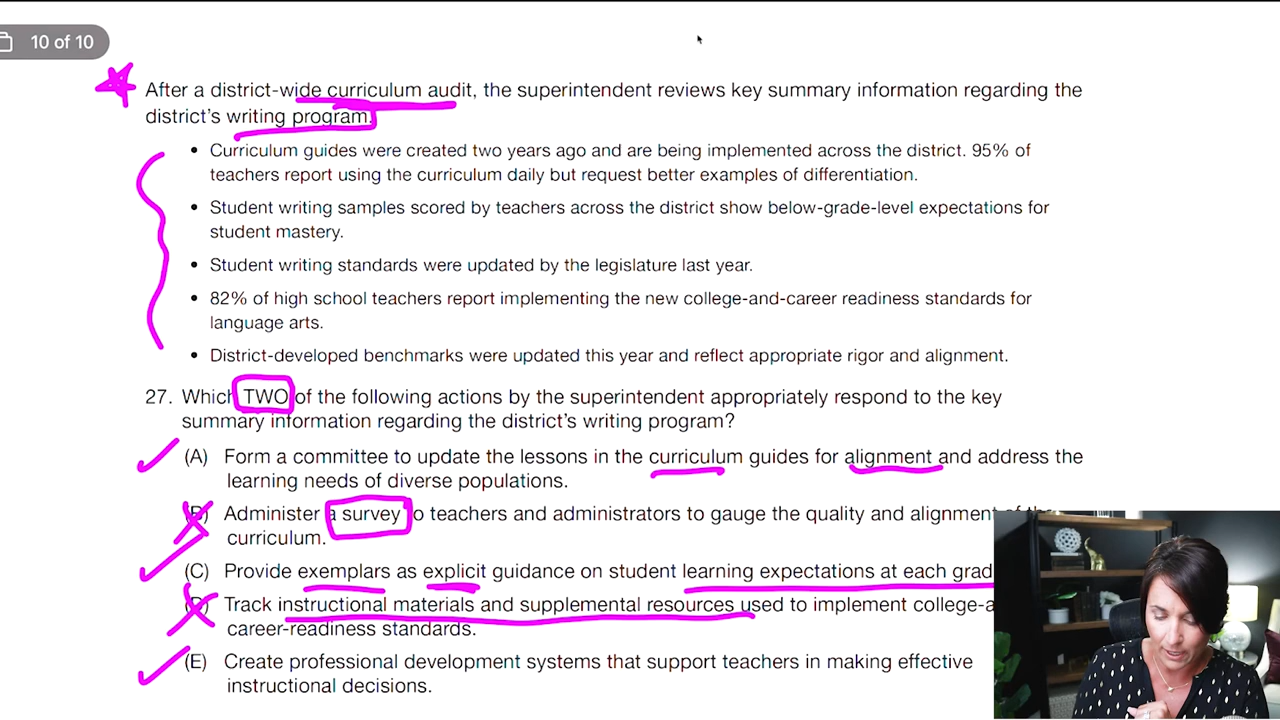 10 of 10
After a district-wide curriculum audit, the superintendent reviews key summary information regarding the
district's writing program.
• Curriculum guides were created two years ago and are being implemented across the district. 95% of
teachers report using the curriculum daily but request better examples of differentiation.
• Student writing samples scored by teachers across the district show below-grade-level expectations for
student mastery.
• Student writing standards were updated by the legislature last year.
• 82% of high school teachers report implementing the new college-and-career readiness standards for
language arts.
• District-developed benchmarks were updated this year and reflect appropriate rigor and alignment.
27. Which TWO of the following actions by the superintendent appropriately respond to the key
summary information regarding the district's writing program?
(A) Form a committee to update the lessons in the curriculum guides for alignment and address the
learning needs of diverse populations.
(B) Administer a survey to teachers and administrators to gauge the quality and alignment
curriculum.
(C) Provide exemplars as explicit guidance on student learning expectations at each grad
(D) Track instructional materials and supplemental resources used to implement college-a
career-readiness standards.
(E) Create professional development systems that support teachers in making effective
instructional decisions.